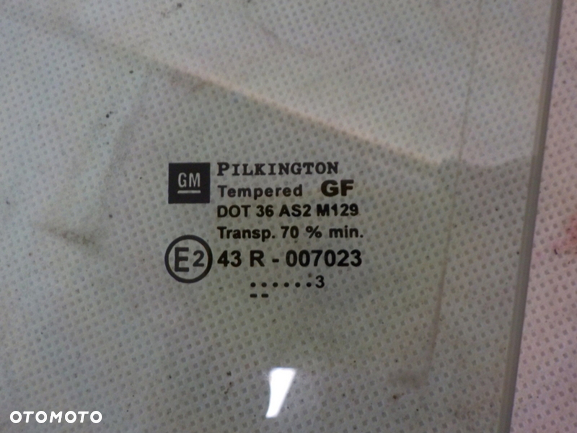 GM
PILKINGTON
Tempered GF
DOT 36 AS2 M129
Transp. 70 % min.
E2 43 R - 007023
......3
--
OTOMOTO